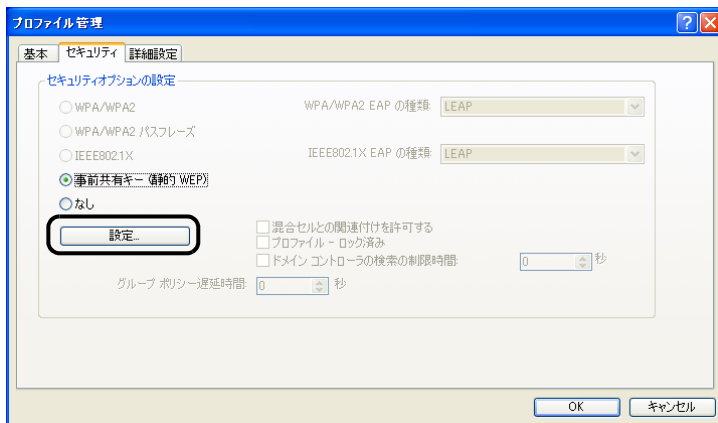 プロファイル管理
基本 セキュリティ 詳細設定
セキュリティオプションの設定
WPA/WPA2 WPA/WPA2 EAP の種類: LEAP
WPA/WPA2 パスフレーズ
IEEE802.1X IEEE802.1X EAP の種類: LEAP
事前共有キー (静的 WEP)
なし
設定...
混合セルとの関連付けを許可する
プロファイル - ロック済み
ドメイン コントローラの検索の制限時間: 0 秒
グループ ポリシー遅延時間: 0 秒
OK キャンセル